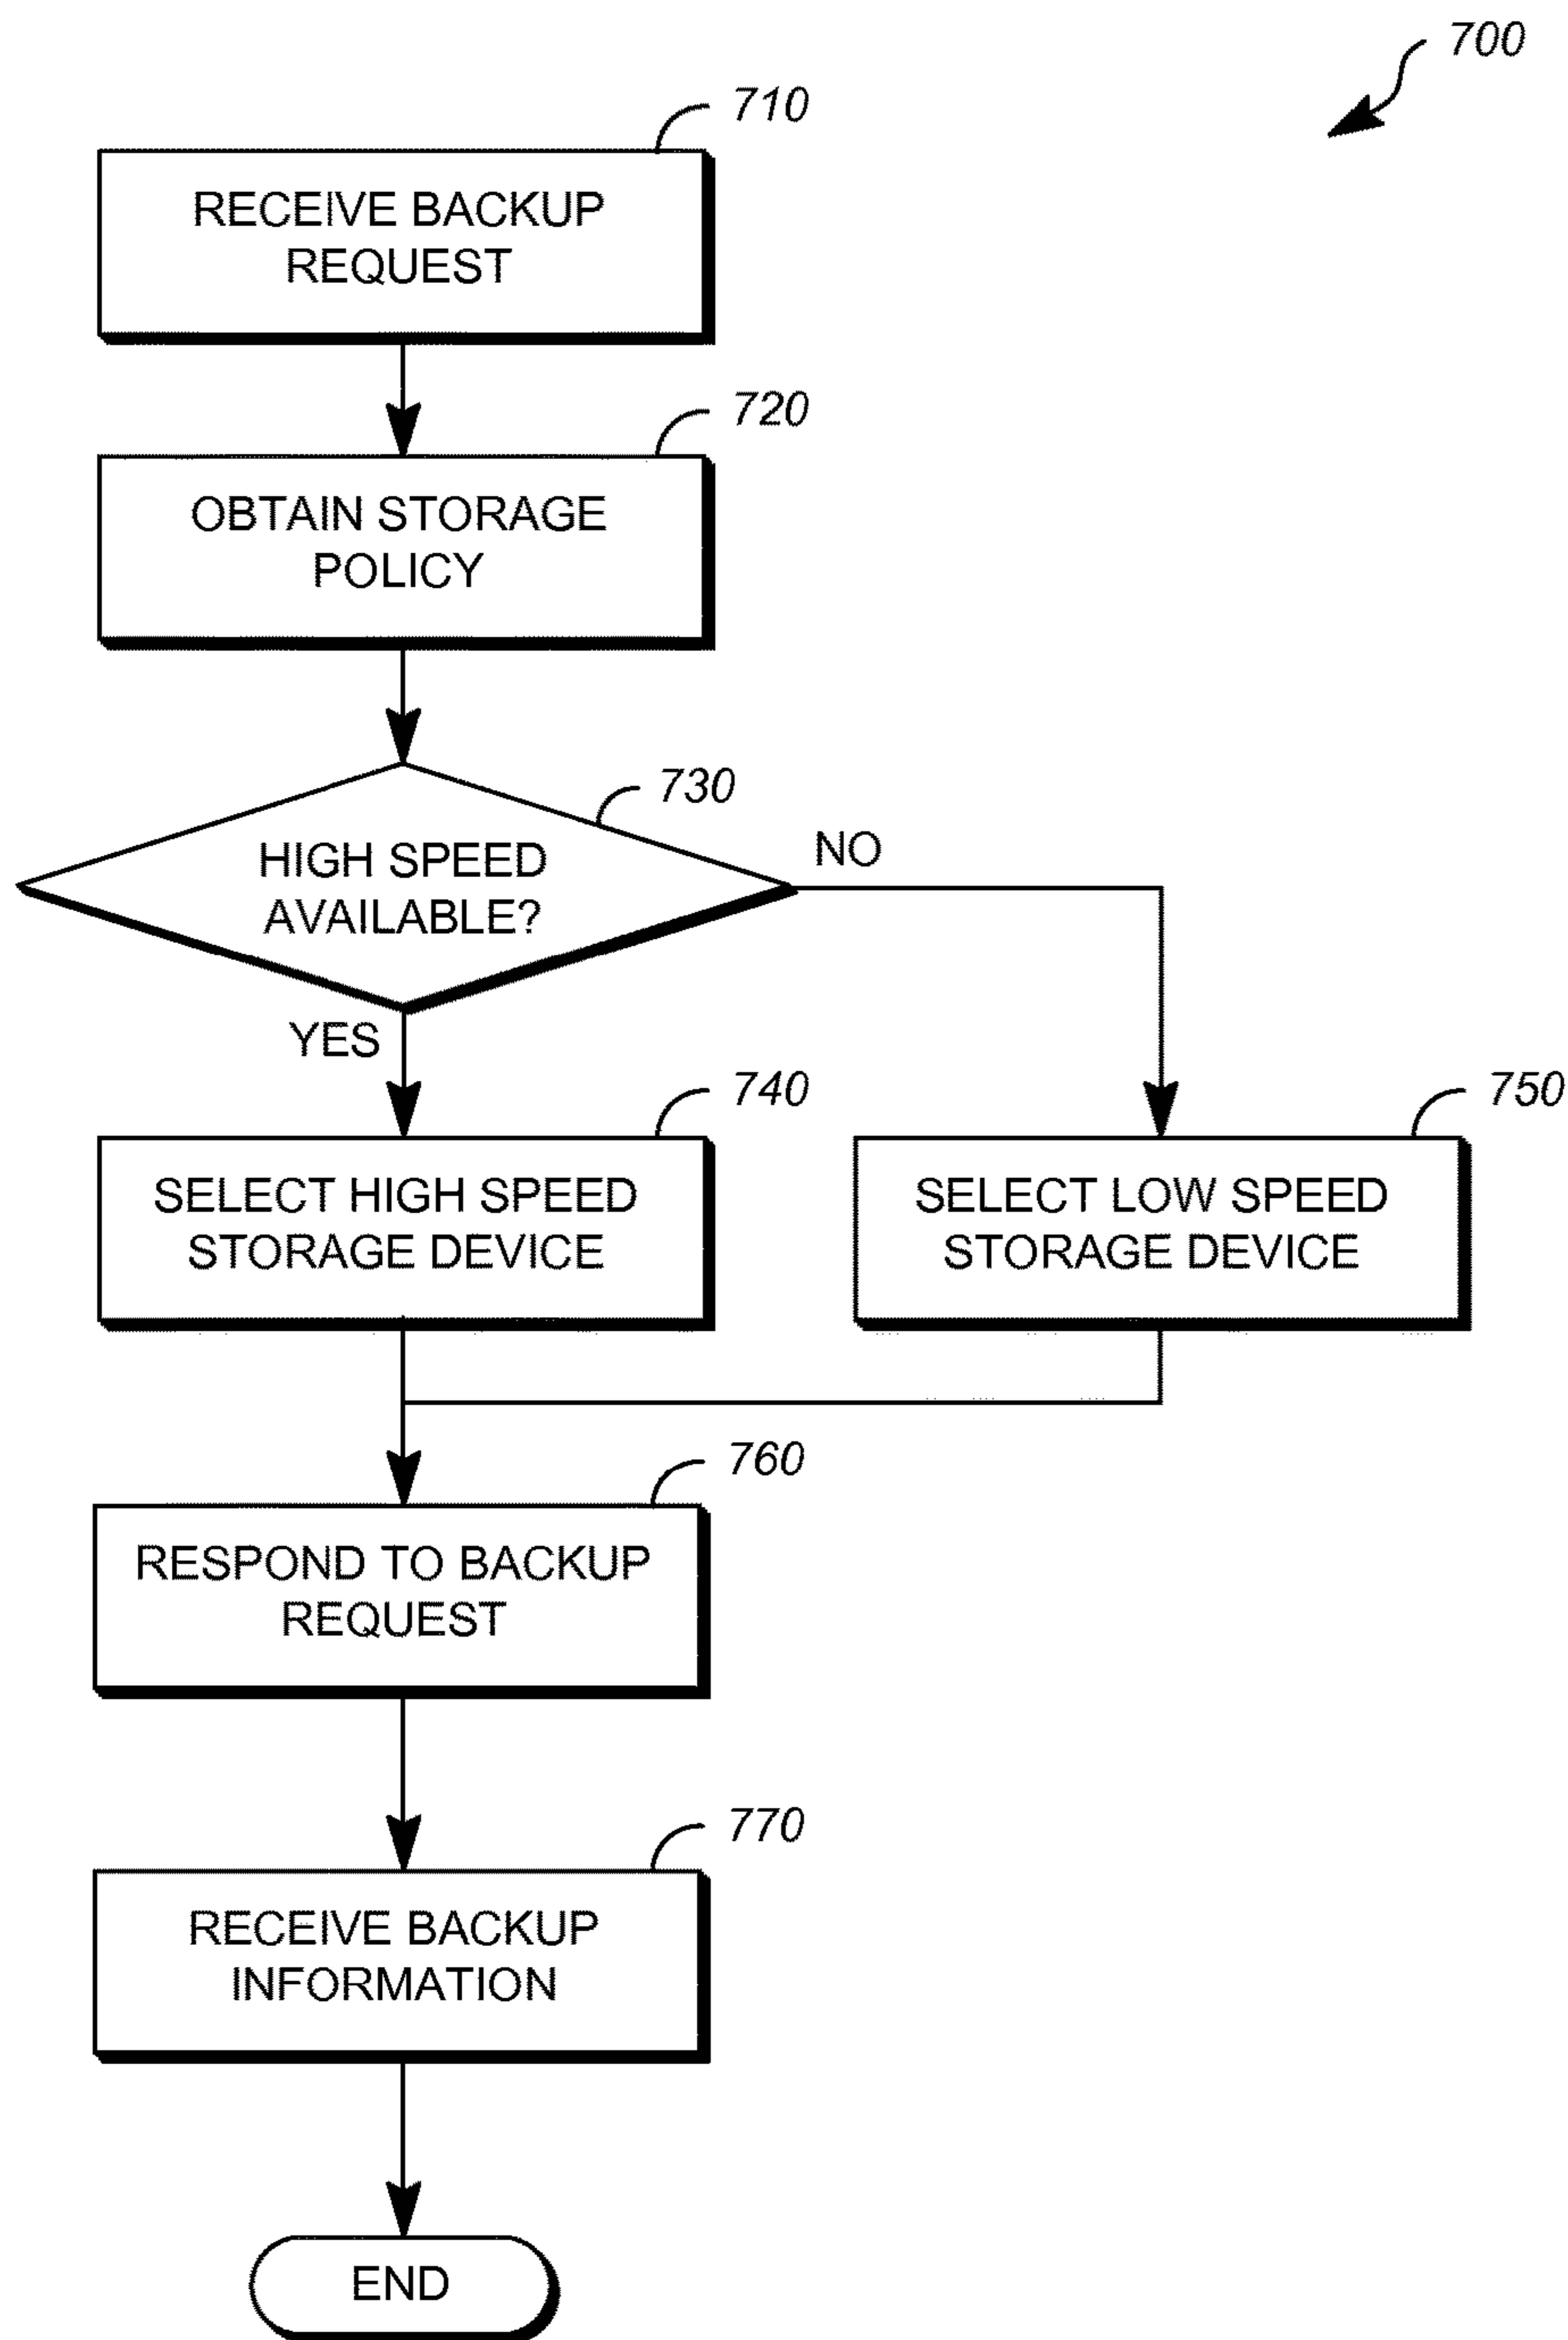 700
710
RECEIVE BACKUP
REQUEST
720
OBTAIN STORAGE
POLICY
730
HIGH SPEED
AVAILABLE?
NO
YES
740
SELECT HIGH SPEED
STORAGE DEVICE
750
SELECT LOW SPEED
STORAGE DEVICE
760
RESPOND TO BACKUP
REQUEST
770
RECEIVE BACKUP
INFORMATION
END